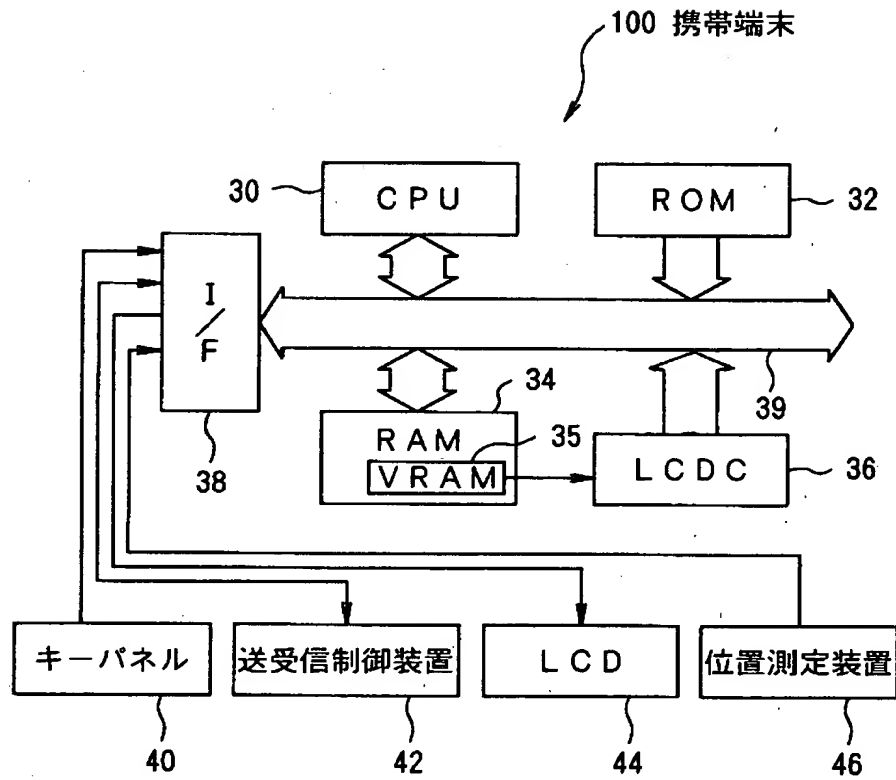 100 携帯端末
30
CPU
ROM
32
I/F
38
39
34
RAM
35
VRAM
LCDC
36
キーパネル
送受信制御装置
LCD
位置測定装置
40
42
44
46